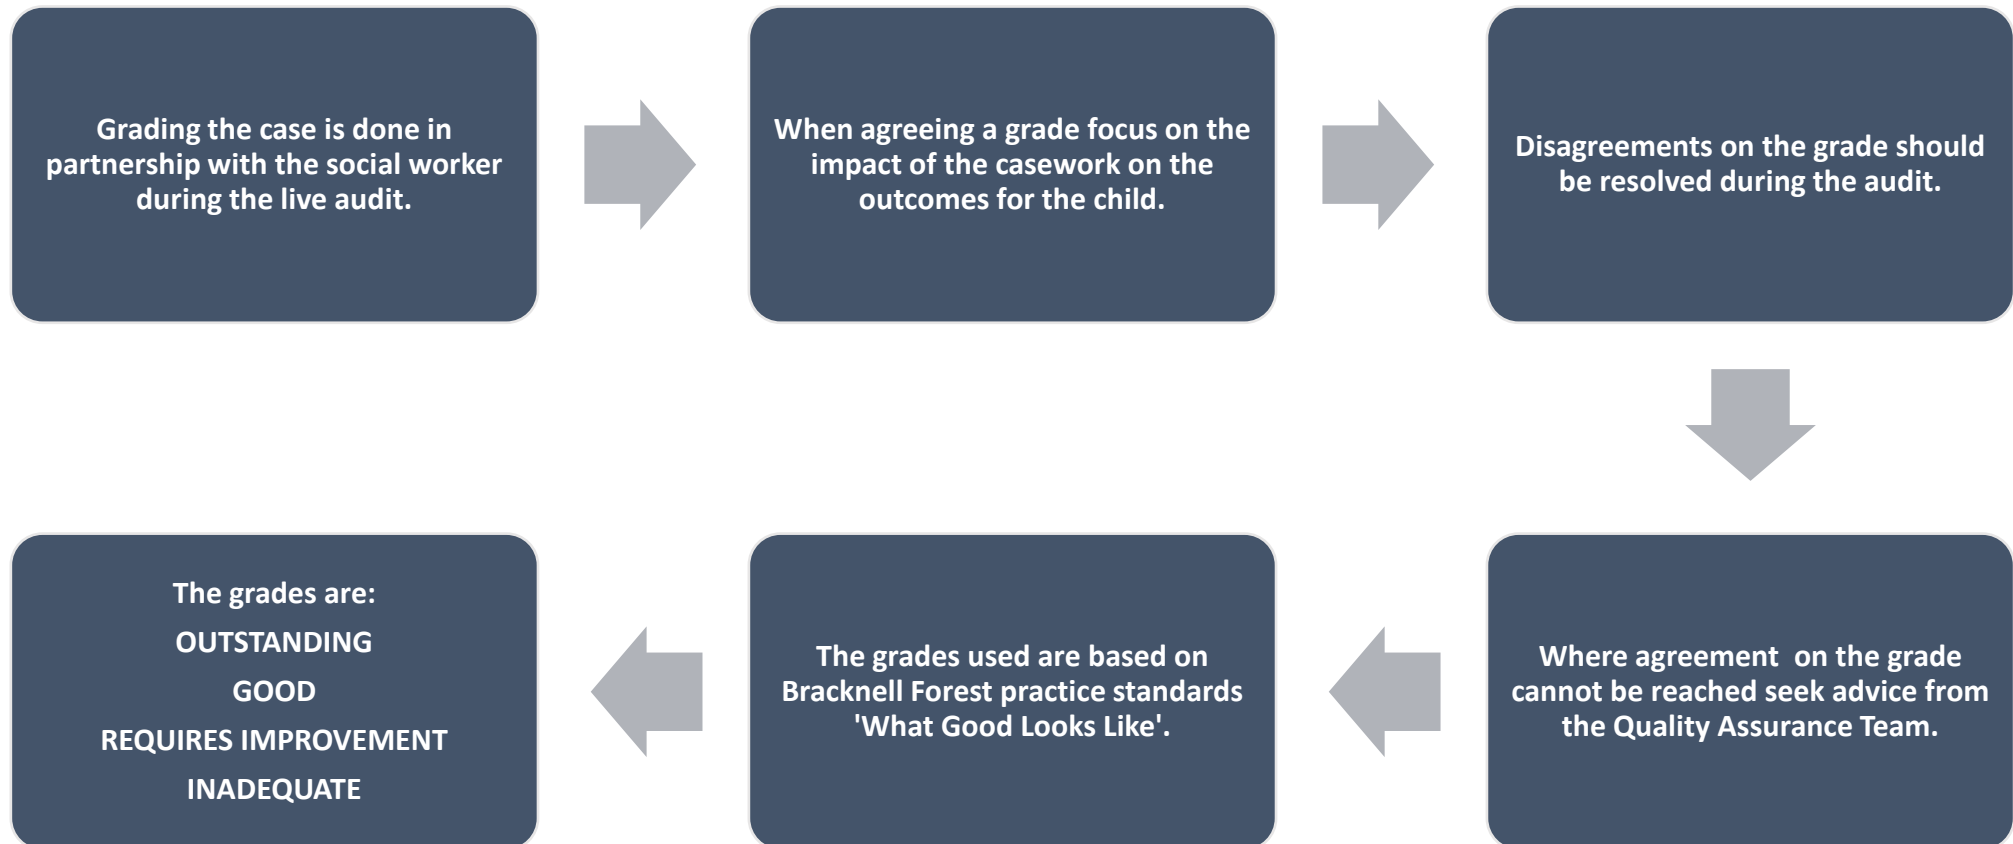 Grading the case is done in
partnership with the social worker
during the live audit.
When agreeing a grade focus on the
impact of the casework on the
outcomes for the child.
Disagreements on the grade should
be resolved during the audit.
Where agreement  on the grade
cannot be reached seek advice from
the Quality Assurance Team.
The grades used are based on
Bracknell Forest practice standards
'What Good Looks Like'.
The grades are:
OUTSTANDING
GOOD
REQUIRES IMPROVEMENT
INADEQUATE